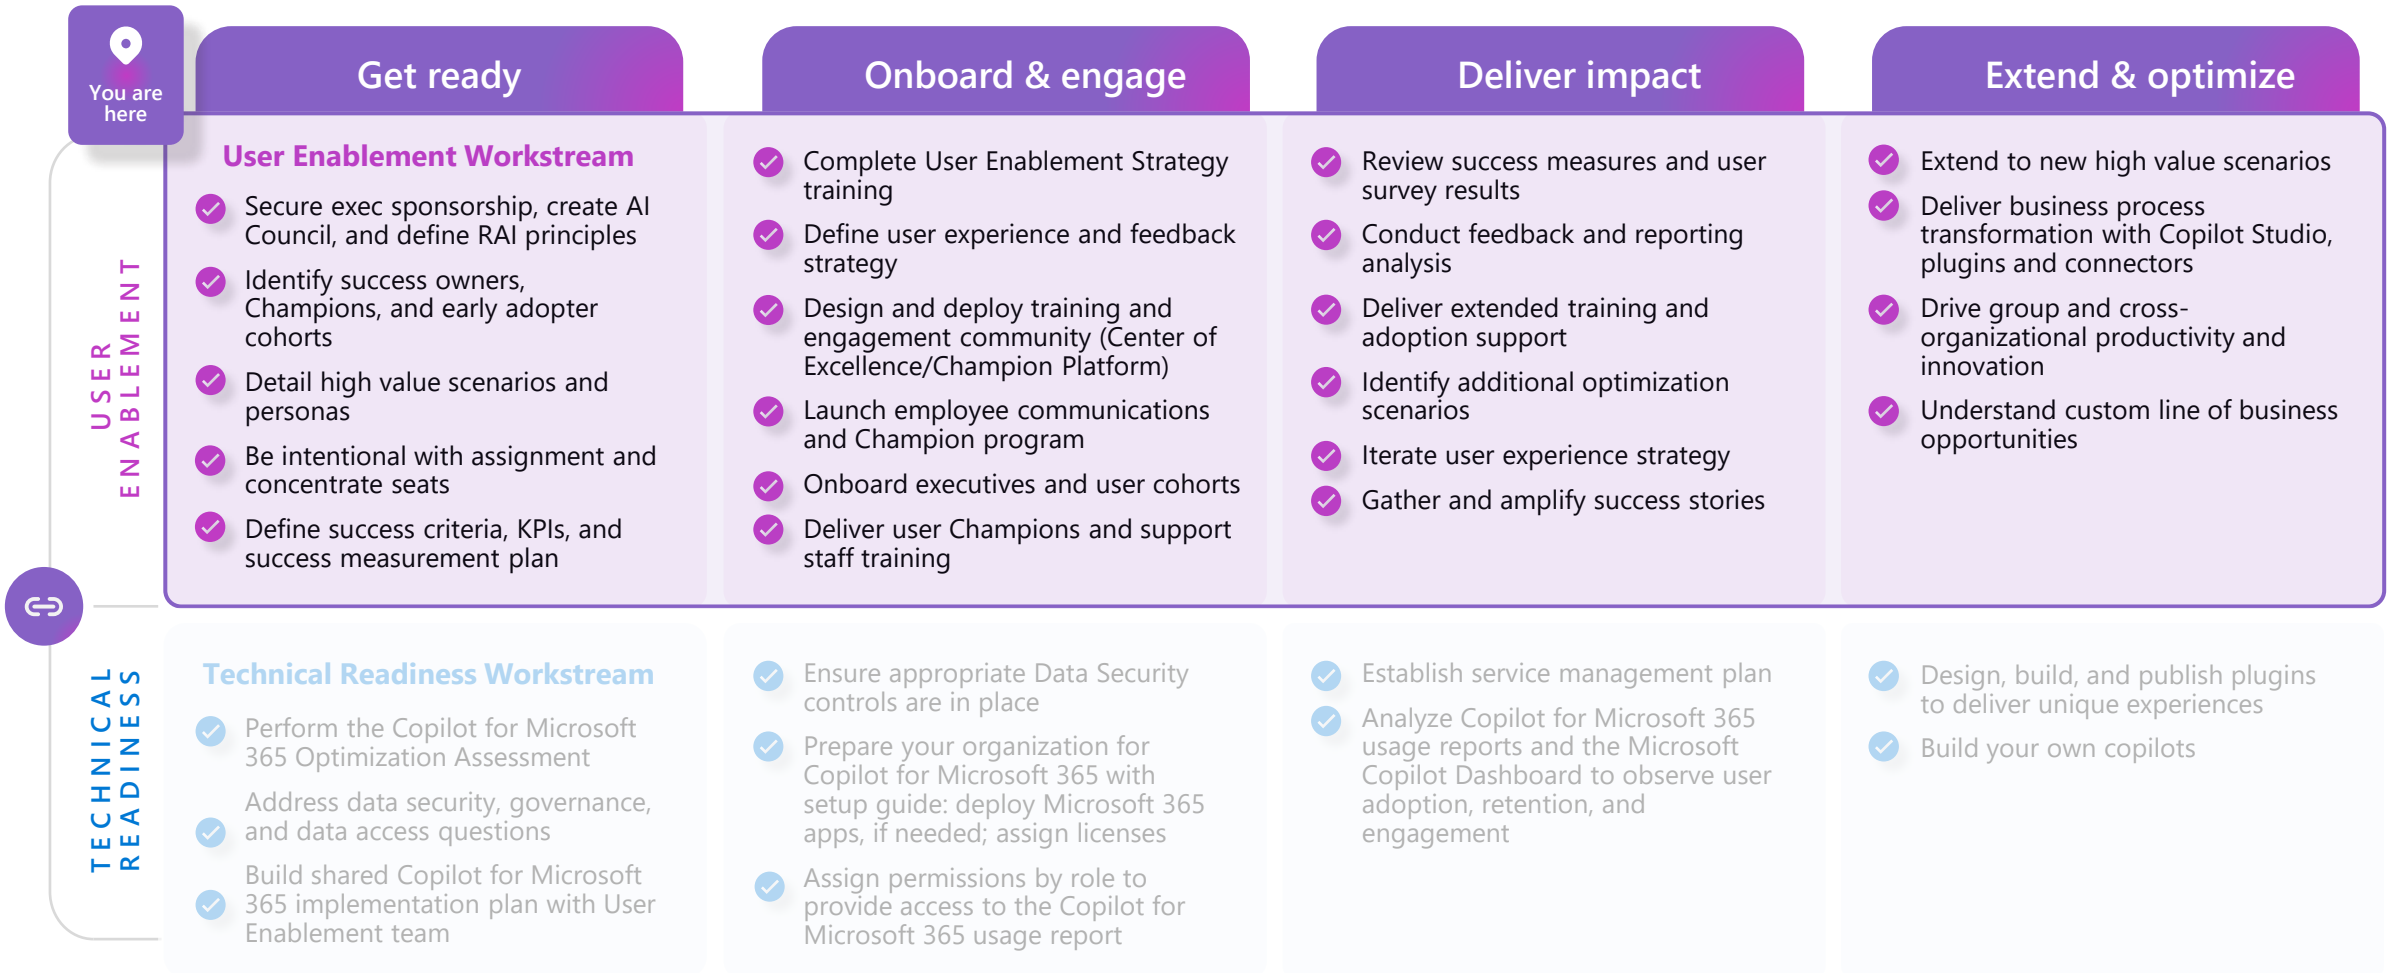 You are
here
Get ready
Onboard & engage
Deliver impact
Extend & optimize
USER
ENABLEMENT
User Enablement Workstream
Secure exec sponsorship, create AI
Council, and define RAI principles
Identify success owners,
Champions, and early adopter
cohorts
Detail high value scenarios and
personas
Be intentional with assignment and
concentrate seats
Define success criteria, KPIs, and
success measurement plan
Complete User Enablement Strategy
training
Define user experience and feedback
strategy
Design and deploy training and
engagement community (Center of
Excellence/Champion Platform)
Launch employee communications
and Champion program
Onboard executives and user cohorts
Deliver user Champions and support
staff training
Review success measures and user
survey results
Conduct feedback and reporting
analysis
Deliver extended training and
adoption support
Identify additional optimization
scenarios
Iterate user experience strategy
Gather and amplify success stories
Extend to new high value scenarios
Deliver business process
transformation with Copilot Studio,
plugins and connectors
Drive group and cross-
organizational productivity and
innovation
Understand custom line of business
opportunities
TECHNICAL
READINESS
Technical Readiness Workstream
Perform the Copilot for Microsoft
365 Optimization Assessment
Address data security, governance,
and data access questions
Build shared Copilot for Microsoft
365 implementation plan with User
Enablement team
Ensure appropriate Data Security
controls are in place
Prepare your organization for
Copilot for Microsoft 365 with
setup guide: deploy Microsoft 365
apps, if needed; assign licenses
Assign permissions by role to
provide access to the Copilot for
Microsoft 365 usage report
Establish service management plan
Analyze Copilot for Microsoft 365
usage reports and the Microsoft
Copilot Dashboard to observe user
adoption, retention, and
engagement
Design, build, and publish plugins
to deliver unique experiences
Build your own copilots